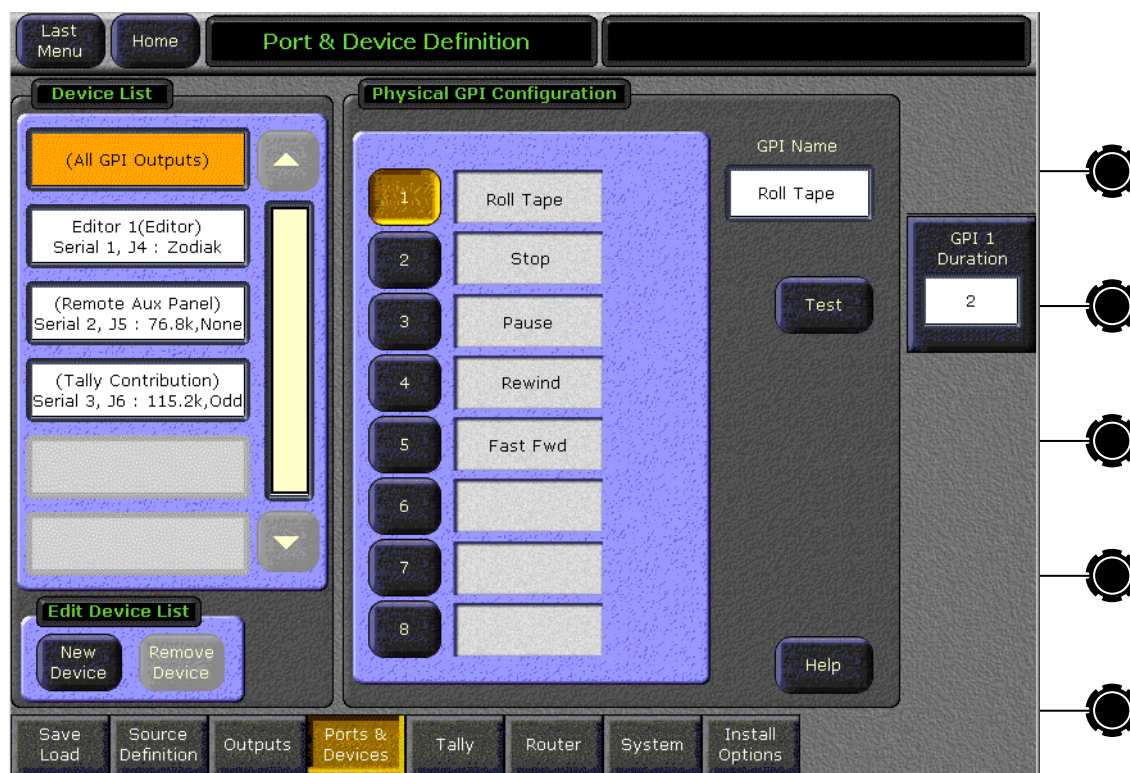 Last
Menu
Home
Port & Device Definition
Device List
(All GPI Outputs)
Editor 1(Editor)
Serial 1, J4 : Zodiak
(Remote Aux Panel)
Serial 2, J5 : 76.8k,None
(Tally Contribution)
Serial 3, J6 : 115.2k,Odd
Edit Device List
New
Device
Remove
Device
Physical GPI Configuration
1
Roll Tape
2
Stop
3
Pause
4
Rewind
5
Fast Fwd
6
7
8
GPI Name
Roll Tape
Test
Help
GPI 1
Duration
2
Save
Load
Source
Definition
Outputs
Ports &
Devices
Tally
Router
System
Install
Options